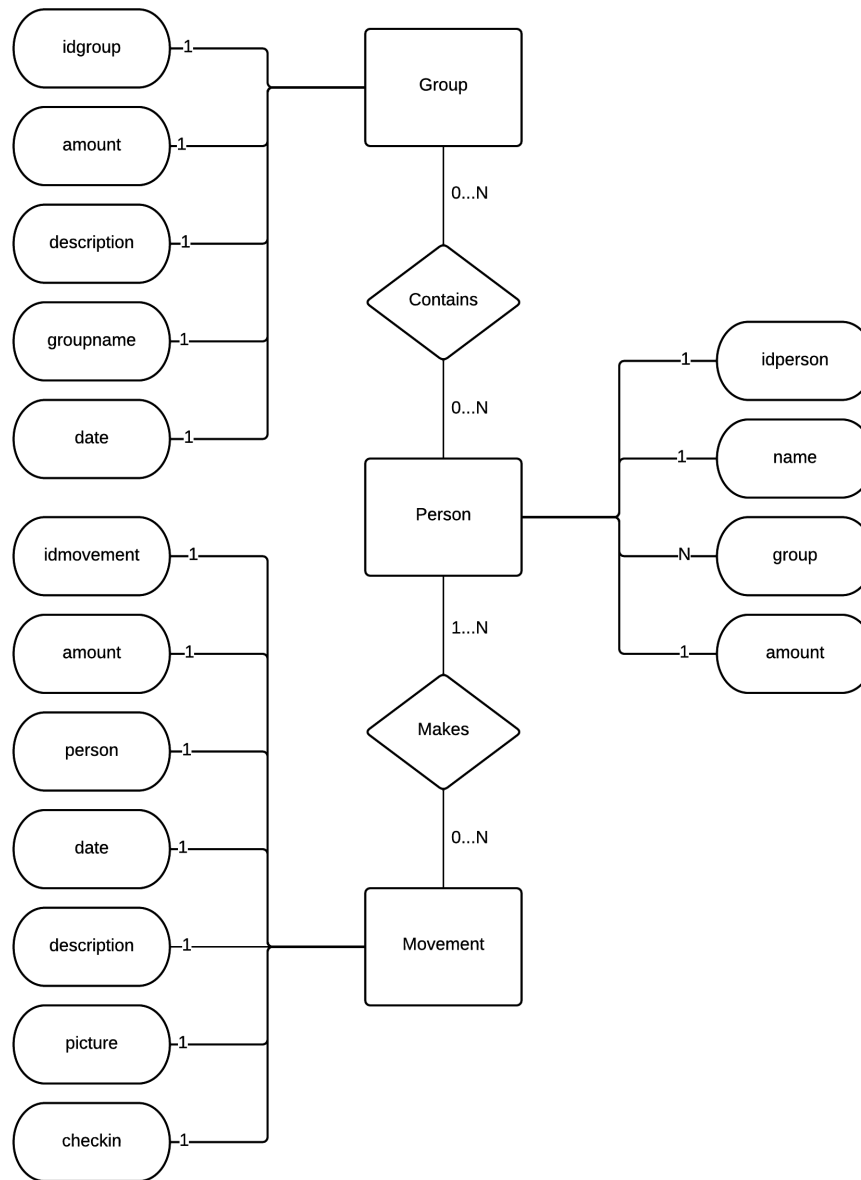 idgroup
1
amount
1
description
1
groupname
1
date
1
Group
0...N
Contains
0...N
Person
1
idperson
1
name
N
group
1
amount
1...N
Makes
0...N
Movement
idmovement
1
amount
1
person
1
date
1
description
1
picture
1
checkin
1